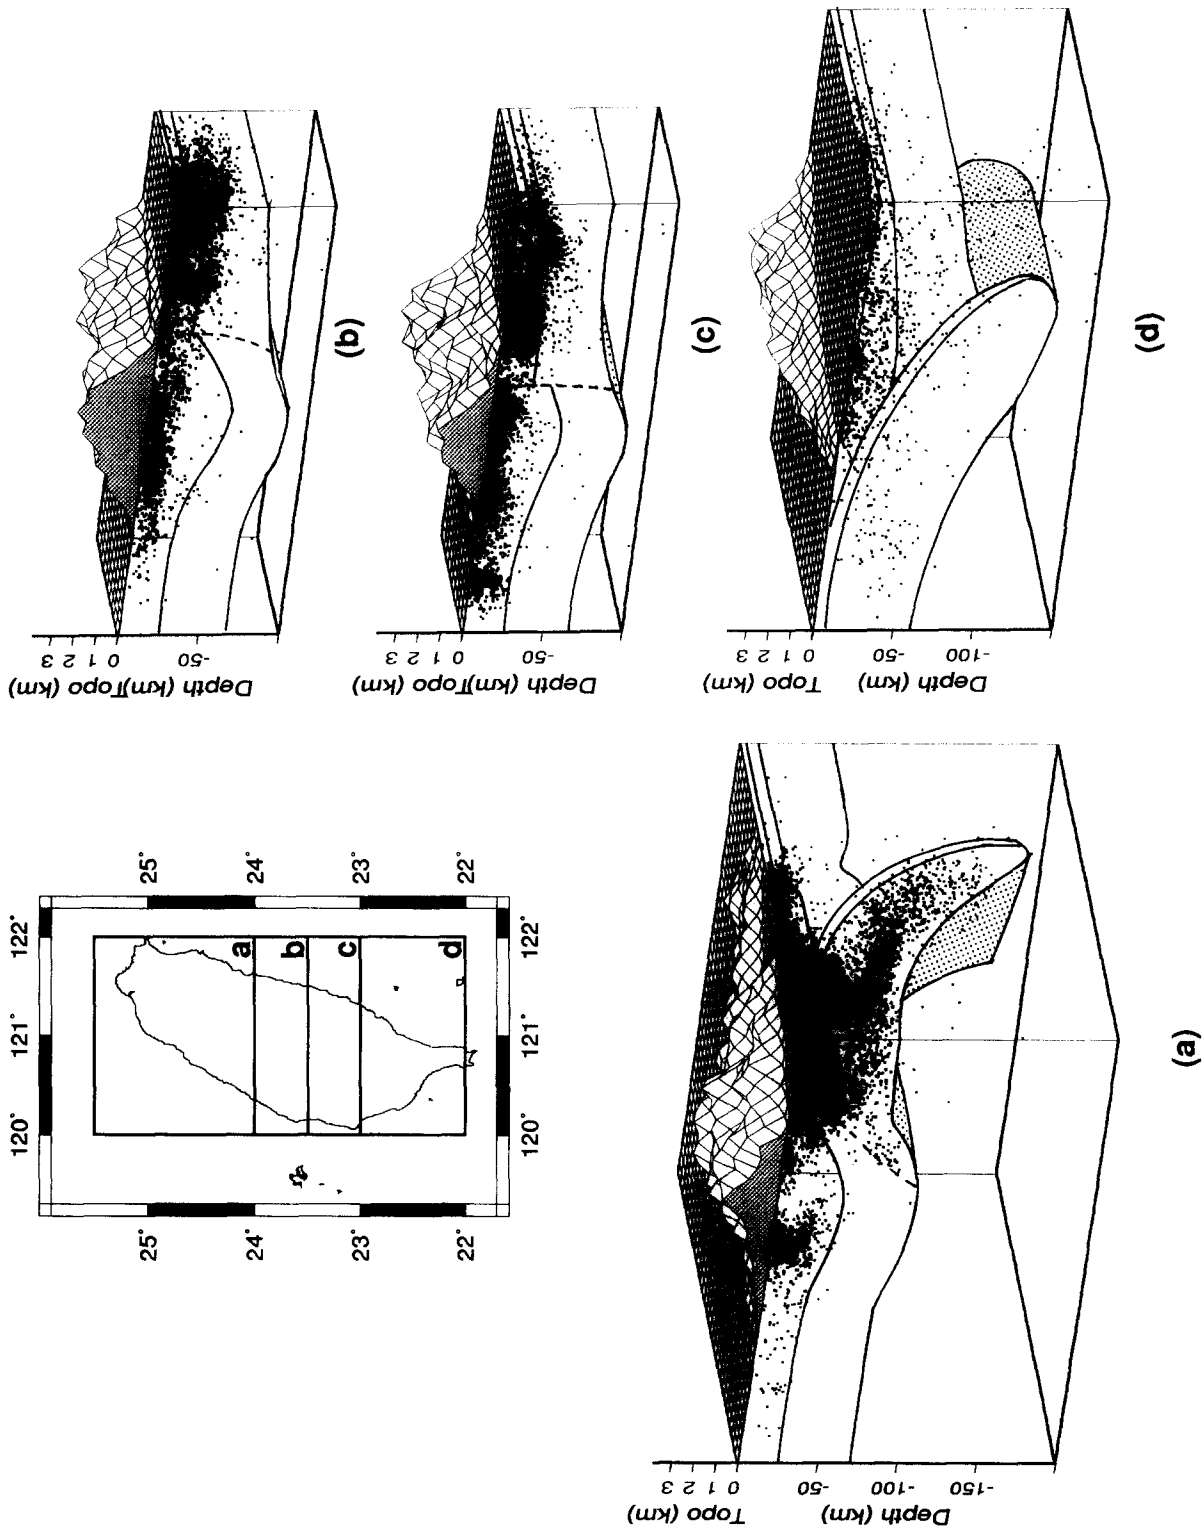 120° 121° 122°
25° 25°
24° 24°
23° 23°
22° 22°
120° 121° 122°
a
b
c
d
Topo (km)
3 2 1 0
Depth (km)
-50
-100
-150
(a)
Depth (km)Topo (km)
3 2 1 0
-50
(b)
Depth (km)Topo (km)
3 2 1 0
-50
(c)
Topo (km)
3 2 1 0
Depth (km)
-50
-100
(d)